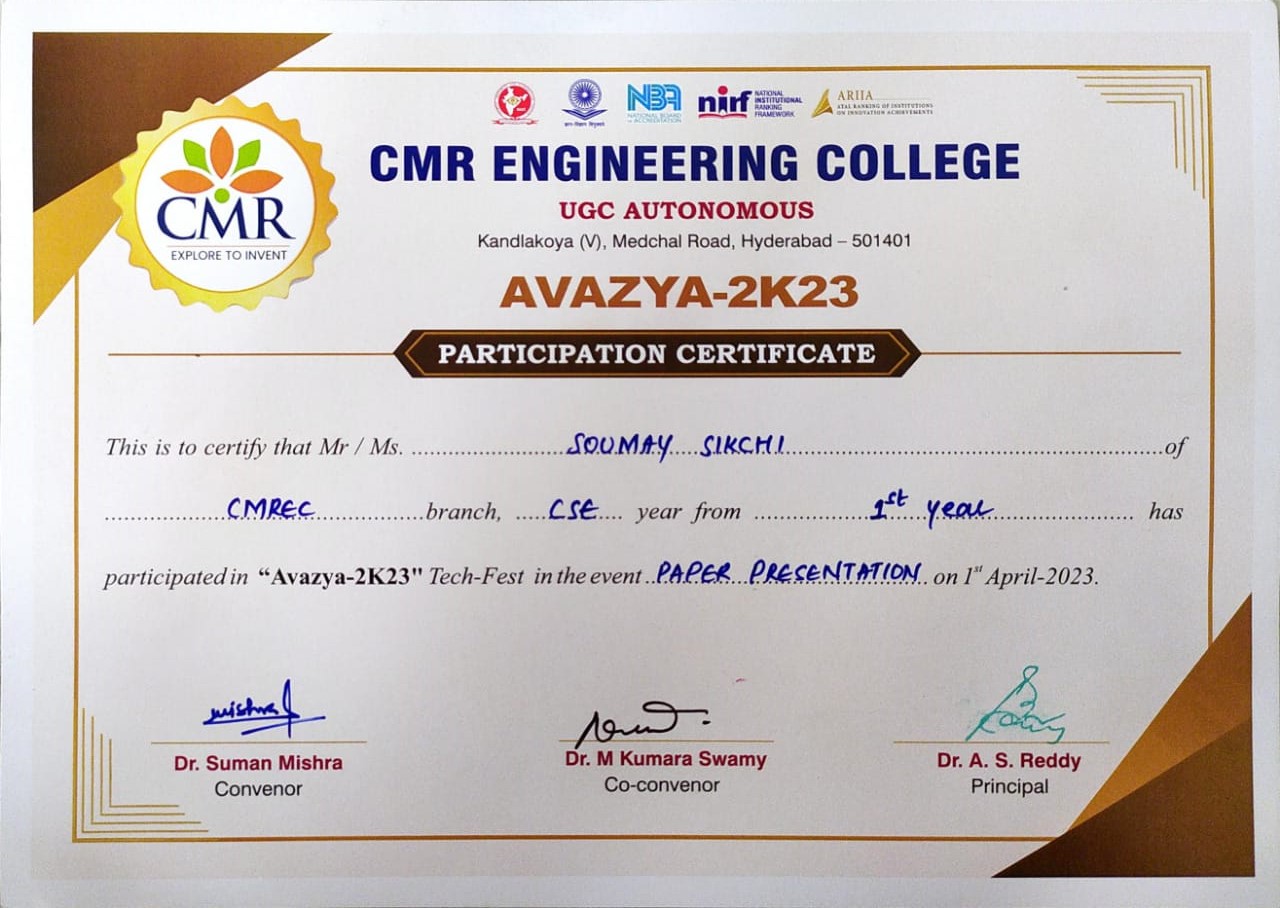 NBA
NATIONAL BOARD
of ACCREDITATION
nirf
NATIONAL
INSTITUTIONAL
RANKING
FRAMEWORK
ARIIA
ATAL RANKING OF INSTITUTIONS
ON INNOVATION ACHIEVEMENTS
CMR ENGINEERING COLLEGE
UGC AUTONOMOUS
Kandlakoya (V), Medchal Road, Hyderabad – 501401
CMR
EXPLORE TO INVENT
AVAZYA-2K23
PARTICIPATION CERTIFICATE
This is to certify that Mr / Ms. SOUMAY SIKCHI of
CMREC branch, CSE year from 1st year has
participated in “Avazya-2K23" Tech-Fest in the event PAPER PRESENTATION on 1st April-2023.
Dr. Suman Mishra
Convenor
Dr. M Kumara Swamy
Co-convenor
Dr. A. S. Reddy
Principal